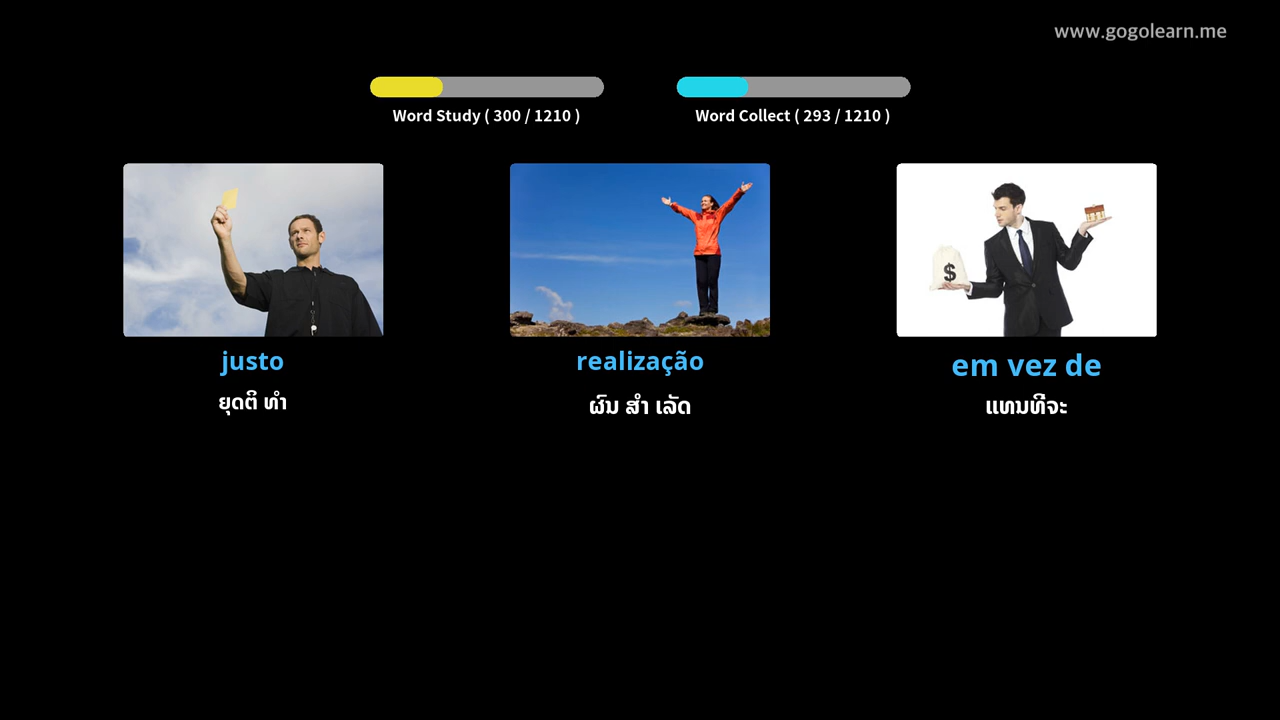 www.gogolearn.me
Word Study ( 300 / 1210 )
Word Collect ( 293 / 1210 )
justo
realização
em vez de
ຍຸດຕິ ທຳ
ຜົນ ສຳ ເລັດ
ແທນທີ່ຈະ